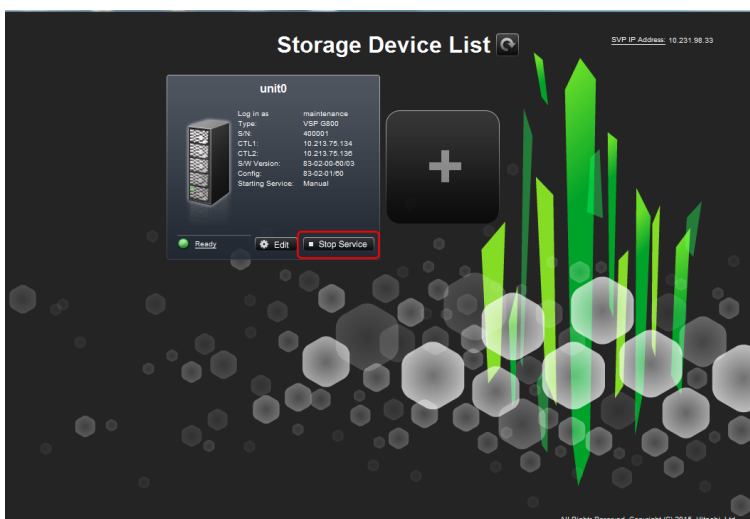 Storage Device List
SVP IP Address: 10.231.98.33
unit0
Log in as maintenance
Type: VSP G800
S/N: 400001
CTL1: 10.213.75.134
CTL2: 10.213.75.136
S/W Version: 83-02-00-60/03
Config: 83-02-01/60
Starting Service: Manual
Ready Edit Stop Service
All Rights Reserved. Copyright (C) 2015, Hitachi, Ltd.